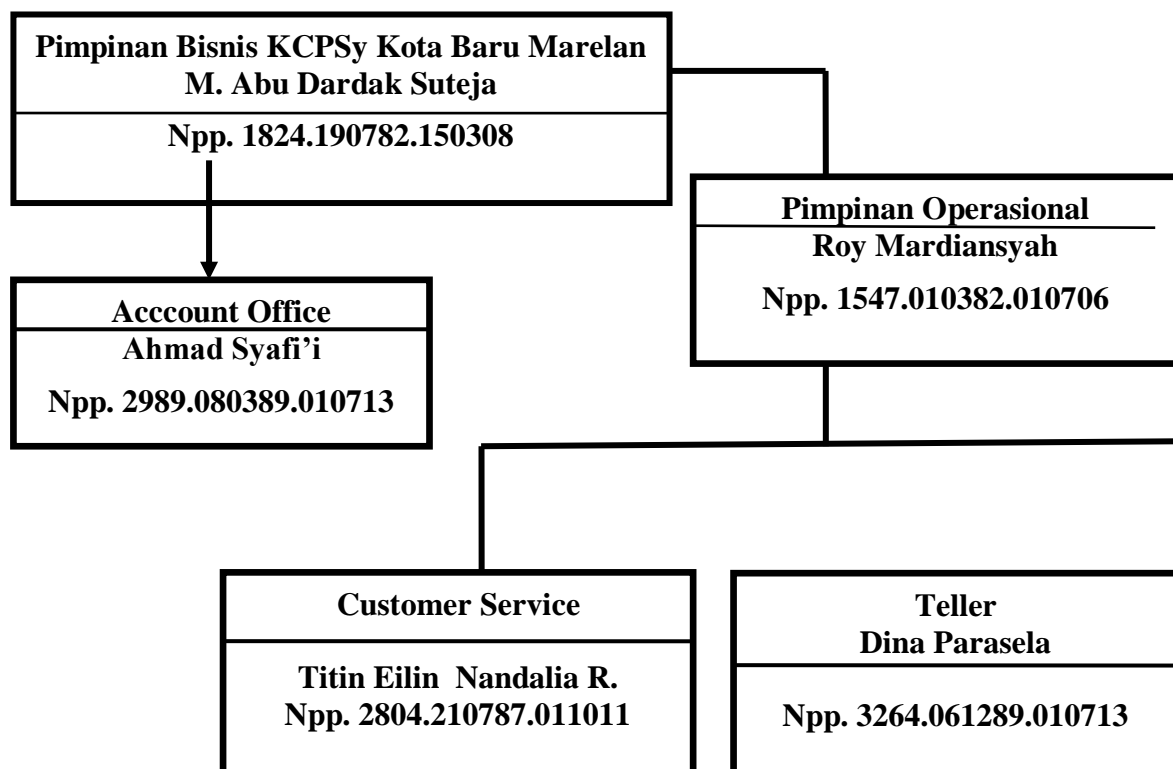 Pimpinan Bisnis KCPSy Kota Baru Marelan
M. Abu Dardak Suteja
Npp. 1824.190782.150308
Pimpinan Operasional
Roy Mardiansyah
Npp. 1547.010382.010706
Acccount Office
Ahmad Syafi’i
Npp. 2989.080389.010713
Customer Service
Titin Eilin Nandalia R.
Npp. 2804.210787.011011
Teller
Dina Parasela
Npp. 3264.061289.010713